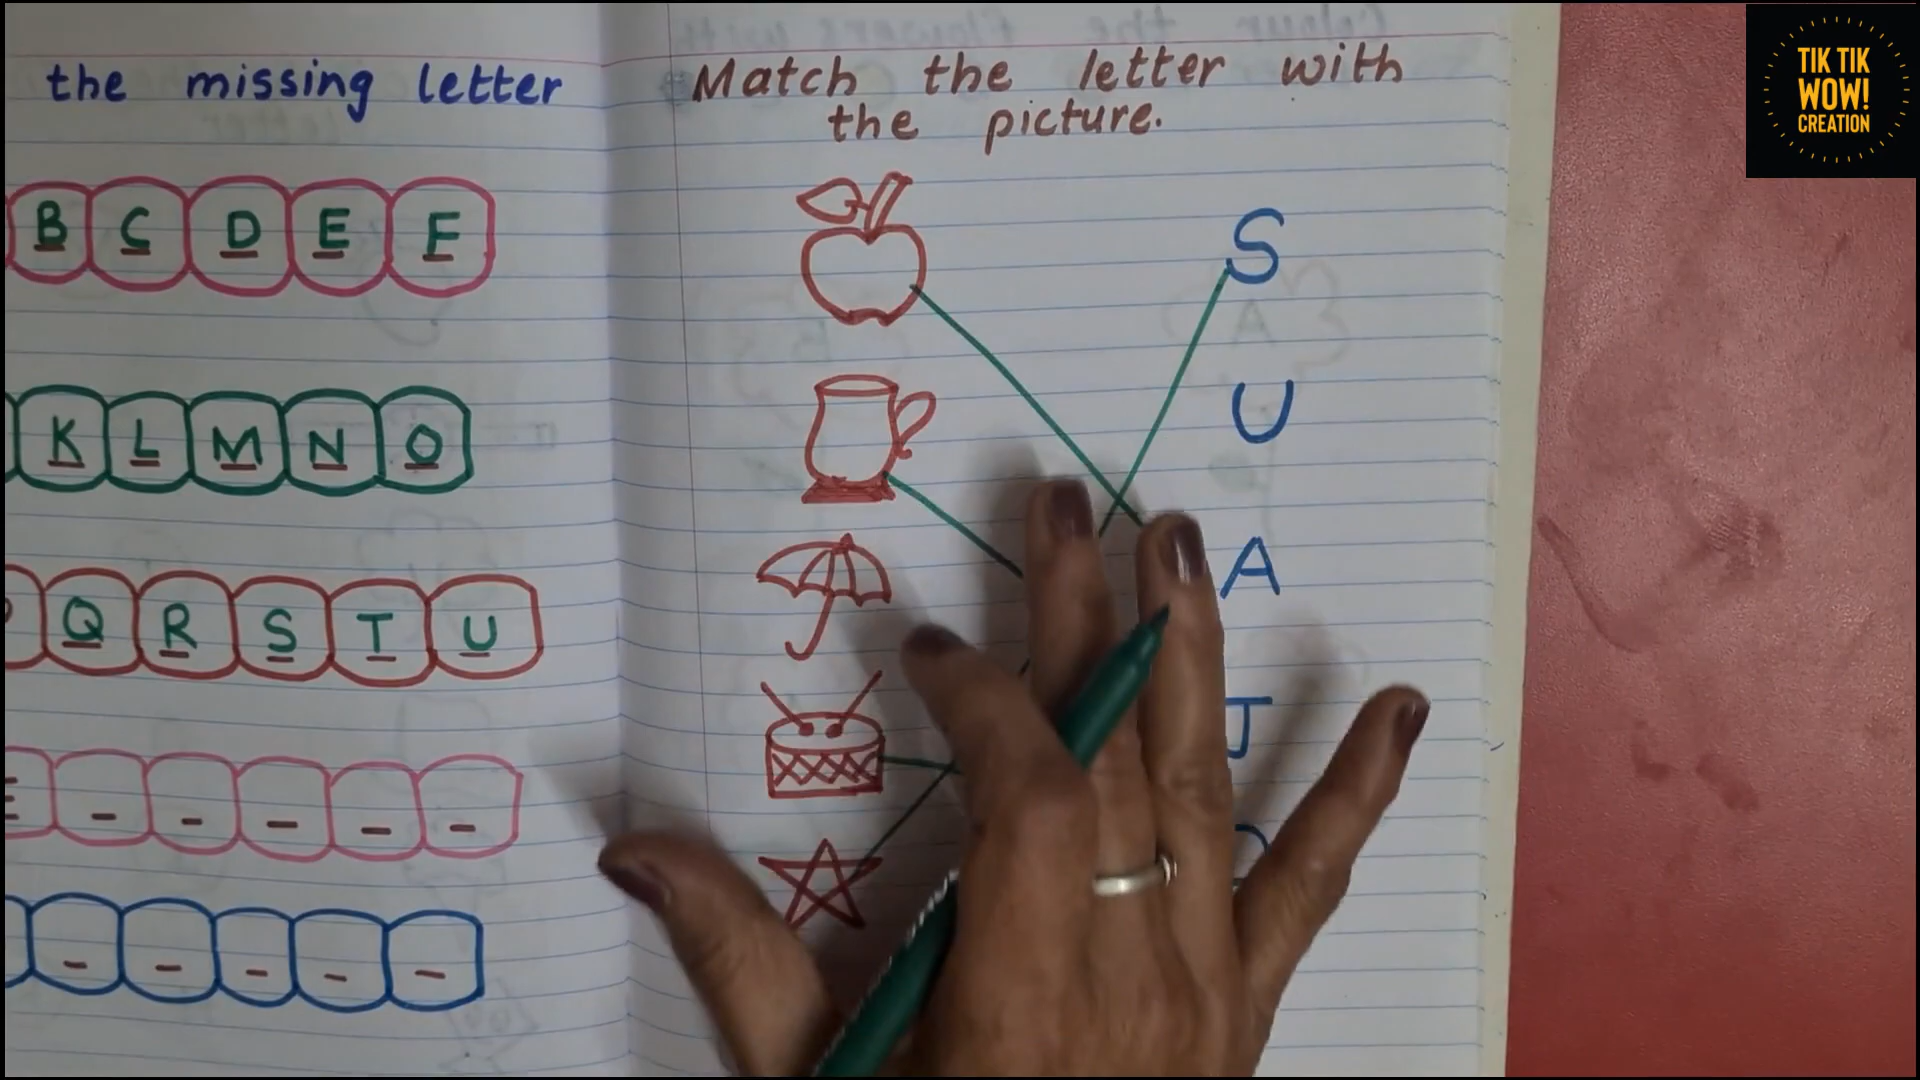 the missing letter
B C D E F
K L M N O
Q R S T U
Match the letter with
the picture.
S
U
A
J
TIK TIK
WOW!
CREATION